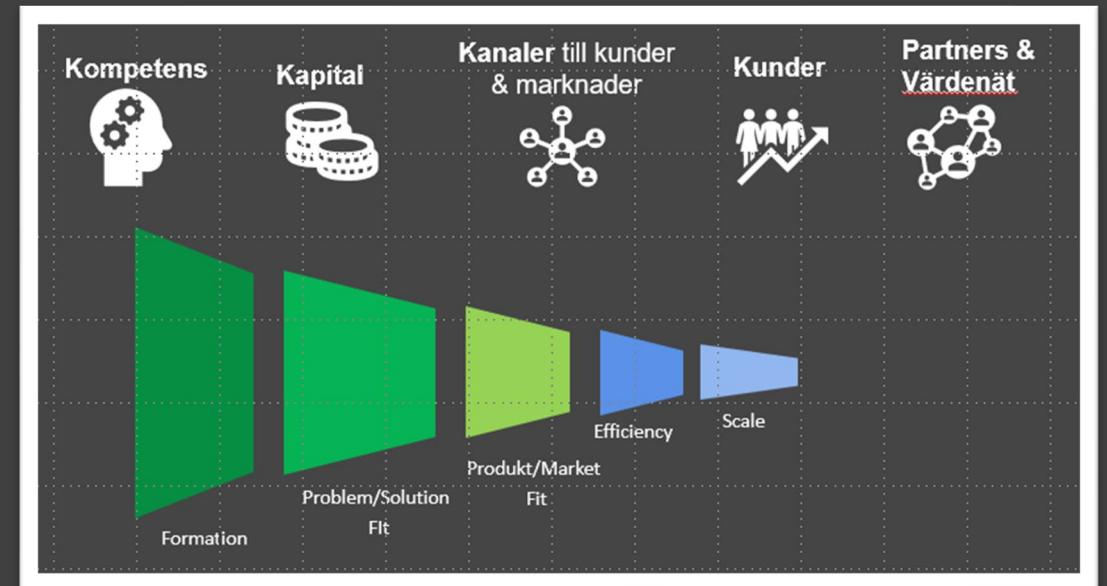 Kompetens
Kapital
Kanaler till kunder
& marknader
Kunder
Partners &
Värdenät
Formation
Problem/Solution
FIt
Produkt/Market
Fit
Efficiency
Scale